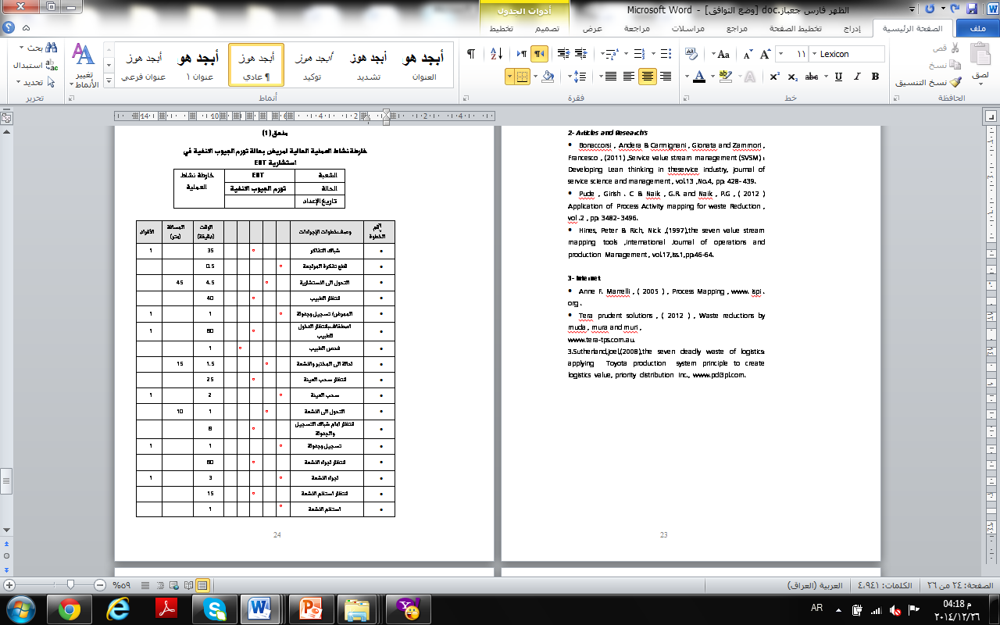 الظهر فارس جعباز.doc [وضع التوافق] - Microsoft Word
أدوات الجدول
ملف
الصفحة الرئيسية
إدراج
تخطيط الصفحة
مراجع
مراسلات
مراجعة
عرض
تصميم
تخطيط
لصق
قص
نسخ
نسخ التنسيق
الحافظة
Lexicon
١١
خط
فقرة
أبجد هوز
العنوان
أبجد هوز
تشديد
أبجد هوز
توكيد
أبجد هوز
¶ عادي
أبجد هو
عنوان ١
أبجد هوز
عنوان فرعي
تغيير الأنماط
أنماط
بحث
استبدال
تحديد
تحرير
2- Articles and Research's
• Bonaccorsi , Andera & Carmignani , Gionata and Zammori ,
Francesco , (2011) ,Service value stream management (SVSM) :
Developing Lean thinking in theservice industry, journal of
service science and management , vol.13 ,No.4, pp: 428-439.
• Pude , Girish . C & Naik , G.R. and Naik , P.G , ( 2012 )
Application of Process Activity mapping for waste Reduction ,
vol .2 , pp: 3482-3496.
• Hines, Peter & Rich, Nick ,(1997),the seven value stream
mapping tools ,international Journal of operations and
production Management , vol.17,Iss.1,pp:46-64.
3- Internet
• Anne F. Marrelli , ( 2005 ) , Process Mapping , www. ispi .
org .
• Tera prudent solutions , ( 2012 ) , Waste reductions by
muda , mura and muri ,
www.tera-tps.com.au.
3.Sutherland,joel,(2008),the seven deadly waste of logistics:
applying Toyota production system principle to create
logistics value, priority distribution Inc., www.pdi3pl.com.
23
ملحق (1)
خارطة نشاط العملية الحالية لمريض بحالة تورم الجيوب الانفية في
استشارية ENT
الشعبة ENT خارطة نشاط العملية
الحالة تورم الجيوب الانفية
تاريخ الإعداد
رقم الخطوة وصف خطوات الإجراءات الوقت (دقيقة) المسافة (متر) الأفراد
• شباك التذاكر 35 1
• قطع تذكرة المراجعة 0.5
• التحول الى الاستشارية 4.5 45
• انتظار الطبيب 40
• الممرض/ تسجيل وجدولة 1 1
• اصطفاف بانتظار الدخول للطبيب 60 1
• فحص الطبيب 1
• احالة الى المختبر والاشعة 1.5 15
• انتظار سحب العينة 25
• سحب العينة 2 1
• التحول الى الاشعة 1 10
• انتظار امام شباك التسجيل والجدولة 8
• تسجيل وجدولة 1 1
• انتظار اجراء الاشعة 60
• اجراء الاشعة 3 1
• انتظار استلام الاشعة 15
• استلام الاشعة 1
24
الصفحة: ٢٤ من ٢٦
الكلمات: ٤,٩٤١
العربية (العراق)
٥٩%
AR
04:18 م
٢٠١٤/١٢/٢٦